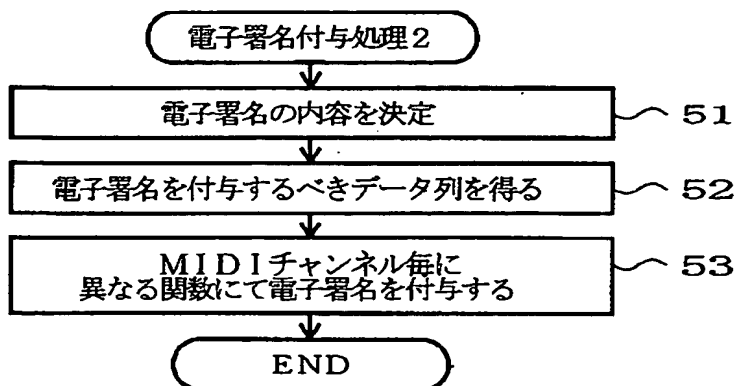 電子署名付与処理2
電子署名の内容を決定
51
電子署名を付与するべきデータ列を得る
52
MIDIチャンネル毎に
異なる関数にて電子署名を付与する
53
END